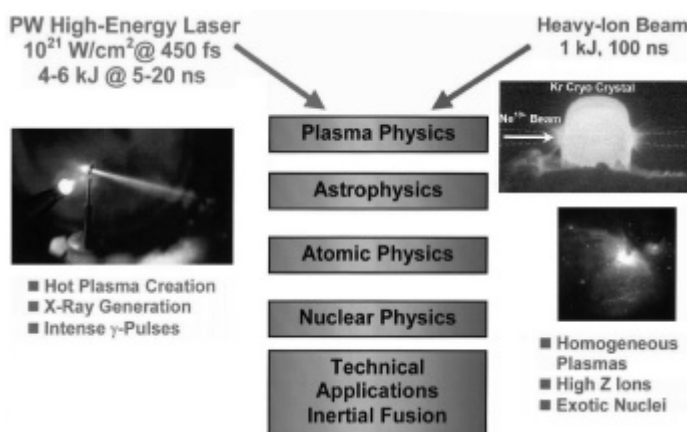 PW High-Energy Laser
10²¹ W/cm²@ 450 fs
4-6 kJ @ 5-20 ns
Heavy-Ion Beam
1 kJ, 100 ns
Kr Cryo Crystal
Beam
Plasma Physics
Astrophysics
Atomic Physics
Nuclear Physics
Technical
Applications
Inertial Fusion
■ Hot Plasma Creation
■ X-Ray Generation
■ Intense γ-Pulses
■ Homogeneous
Plasmas
■ High Z Ions
■ Exotic Nuclei